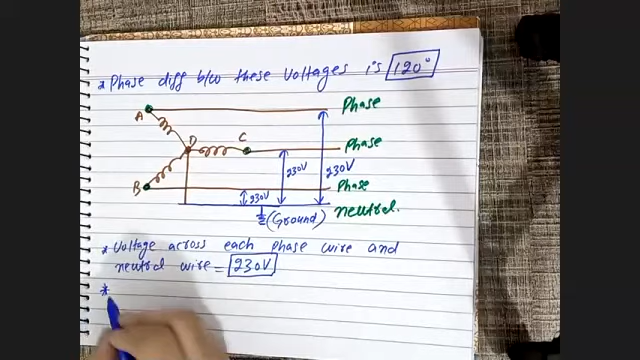 * Phase diff b/w these Voltages is 120°
A
Phase
D
C
Phase
230V
230V
B
230V
Phase
(Ground)
neutral.
* Voltage across each phase wire and
neutral wire = 230V
*